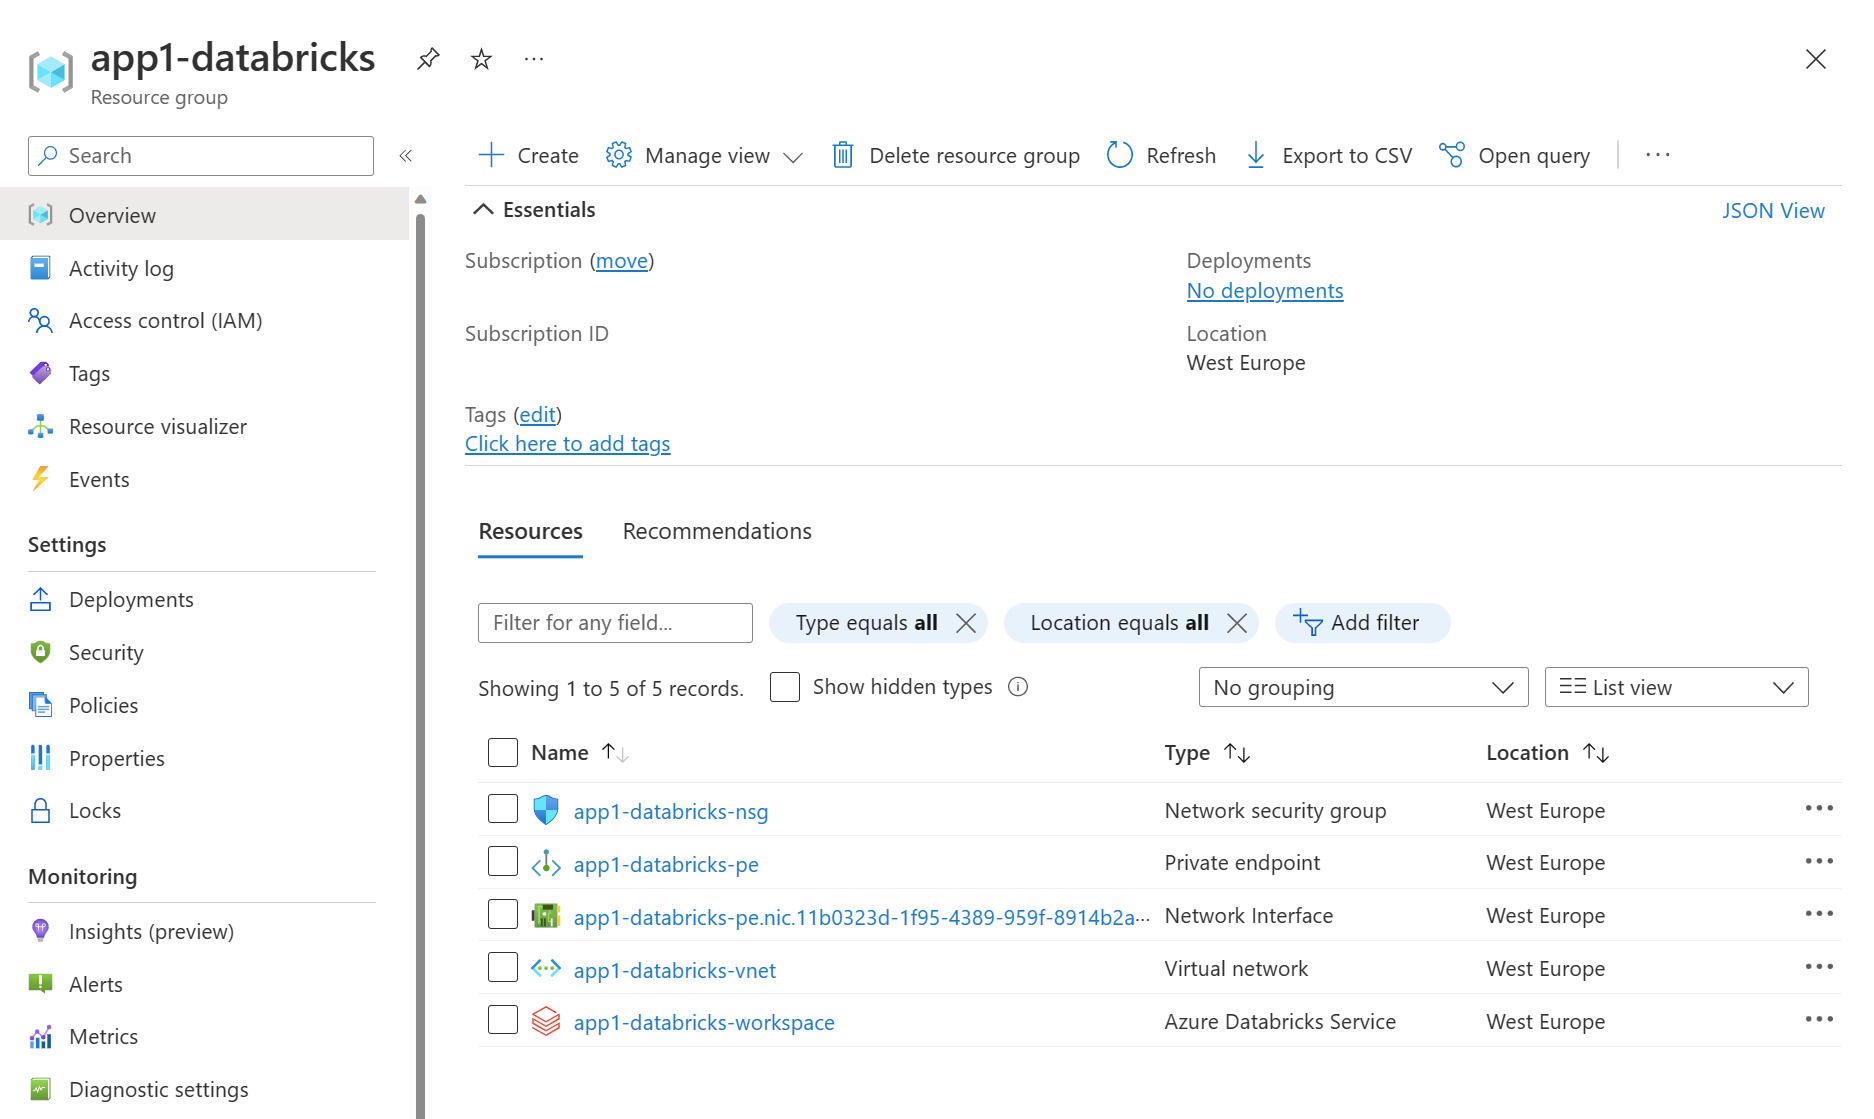 app1-databricks
Resource group
Search
Create
Manage view
Delete resource group
Refresh
Export to CSV
Open query
Overview
Activity log
Access control (IAM)
Tags
Resource visualizer
Events
Settings
Deployments
Security
Policies
Properties
Locks
Monitoring
Insights (preview)
Alerts
Metrics
Diagnostic settings
Essentials
JSON View
Subscription (move)
Deployments
No deployments
Subscription ID
Location
West Europe
Tags (edit)
Click here to add tags
Resources Recommendations
Filter for any field...
Type equals all
Location equals all
Add filter
Showing 1 to 5 of 5 records.
Show hidden types
No grouping
List view
Name Type Location
app1-databricks-nsg Network security group West Europe
app1-databricks-pe Private endpoint West Europe
app1-databricks-pe.nic.11b0323d-1f95-4389-959f-8914b2a... Network Interface West Europe
app1-databricks-vnet Virtual network West Europe
app1-databricks-workspace Azure Databricks Service West Europe